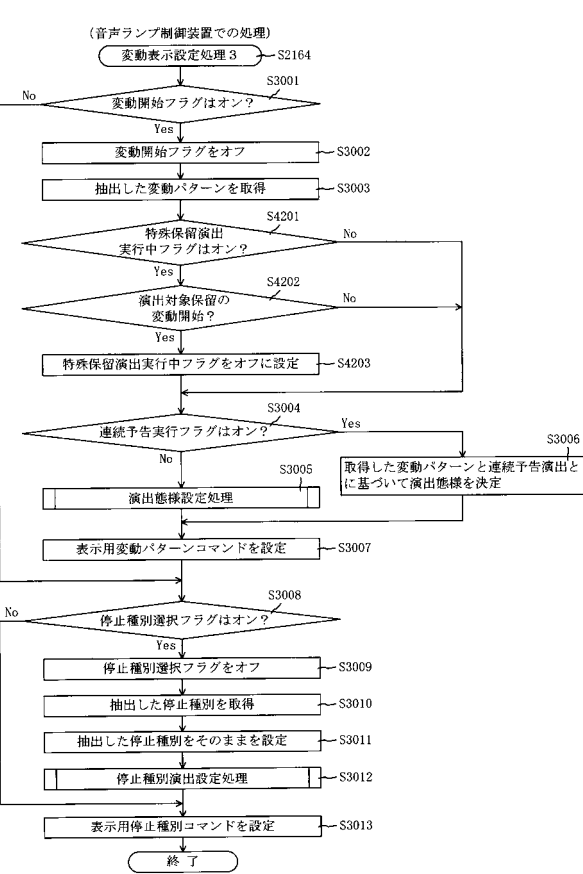 (音声ランプ制御装置での処理)
変動表示設定処理3
S2164
S3001
変動開始フラグはオン?
No
Yes
変動開始フラグをオフ
S3002
抽出した変動パターンを取得
S3003
S4201
特殊保留演出
実行中フラグはオン?
No
Yes
S4202
演出対象保留の
変動開始?
No
Yes
特殊保留演出実行中フラグをオフに設定
S4203
S3004
連続予告実行フラグはオン?
Yes
No
S3005
演出態様設定処理
S3006
取得した変動パターンと連続予告演出と
に基づいて演出態様を決定
表示用変動パターンコマンドを設定
S3007
S3008
停止種別選択フラグはオン?
No
Yes
停止種別選択フラグをオフ
S3009
抽出した停止種別を取得
S3010
抽出した停止種別をそのままを設定
S3011
停止種別演出設定処理
S3012
表示用停止種別コマンドを設定
S3013
終了